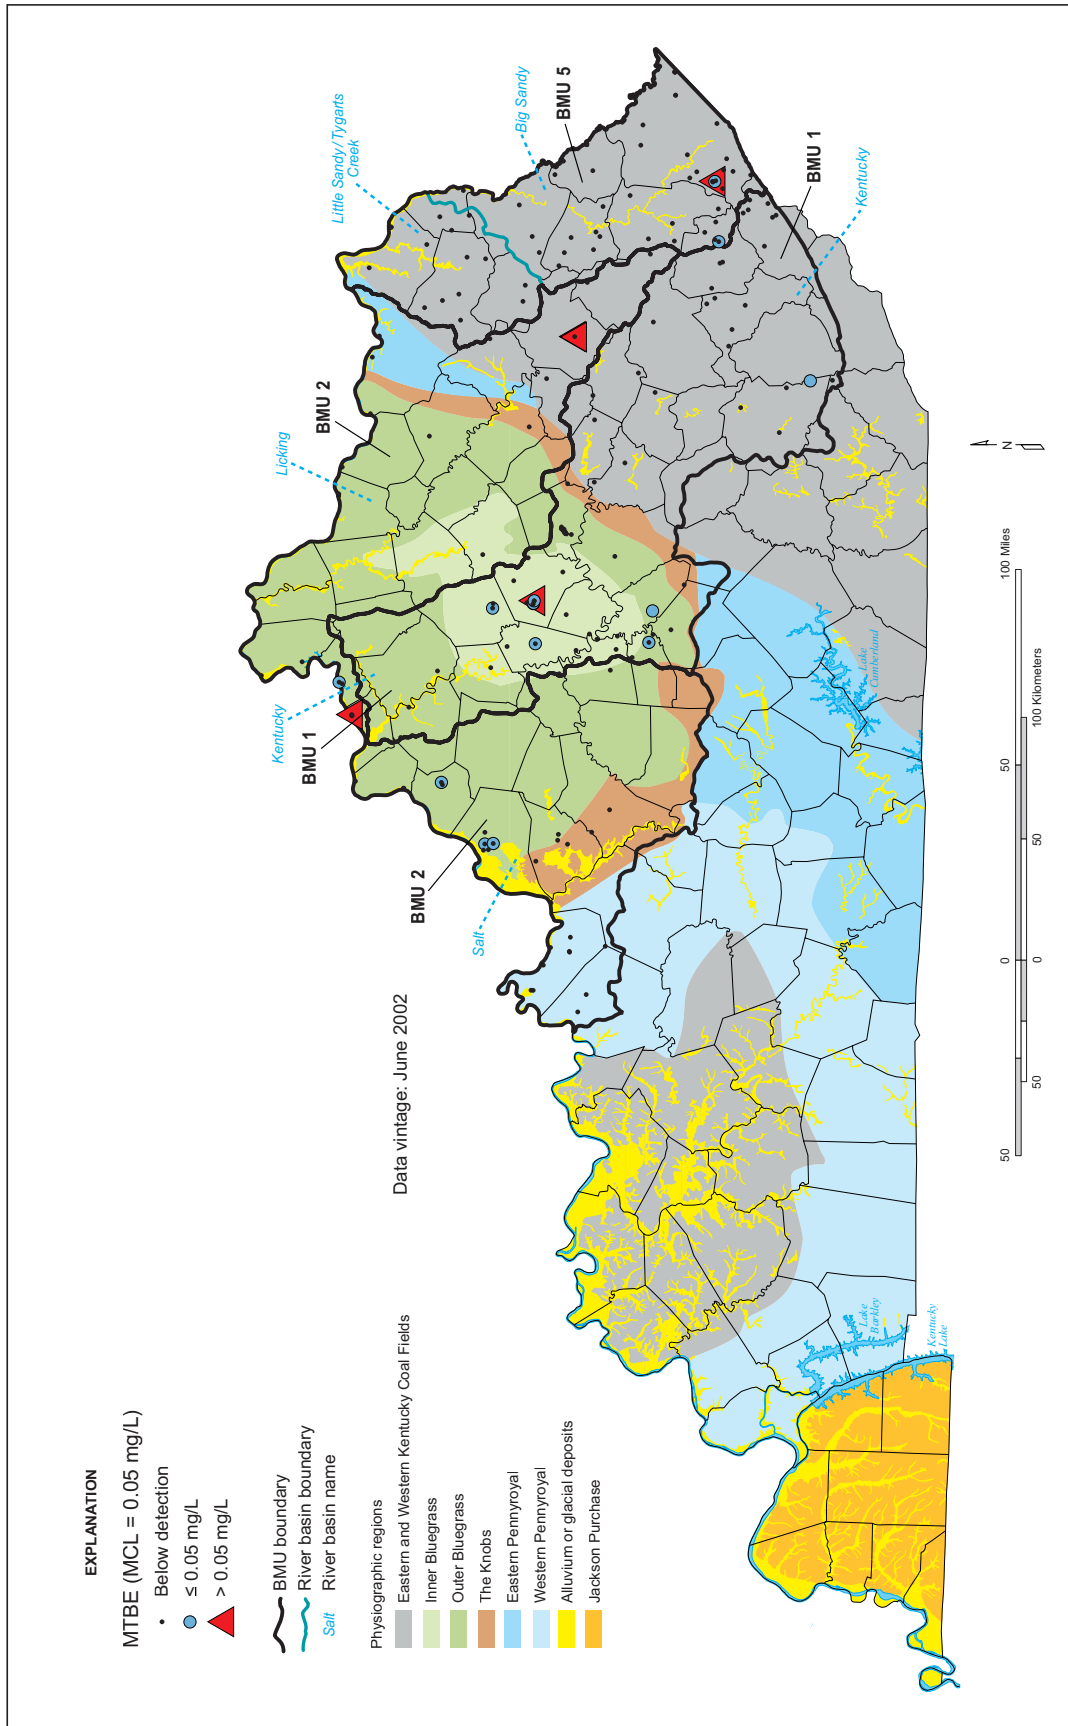 EXPLANATION
MTBE (MCL = 0.05 mg/L)
Below detection
≤ 0.05 mg/L
> 0.05 mg/L
BMU boundary
River basin boundary
Salt River basin name
Physiographic regions
Eastern and Western Kentucky Coal Fields
Inner Bluegrass
Outer Bluegrass
The Knobs
Eastern Pennyroyal
Western Pennyroyal
Alluvium or glacial deposits
Jackson Purchase
Data vintage: June 2002
Salt
BMU 2
Kentucky
BMU 1
Licking
BMU 2
Little Sandy/Tygarts
Creek
Big Sandy
BMU 5
BMU 1
Kentucky
Lake
Cumberland
Lake
Barkley
Kentucky
Lake
N
50 0 50 100 Miles
50 0 50 100 Kilometers